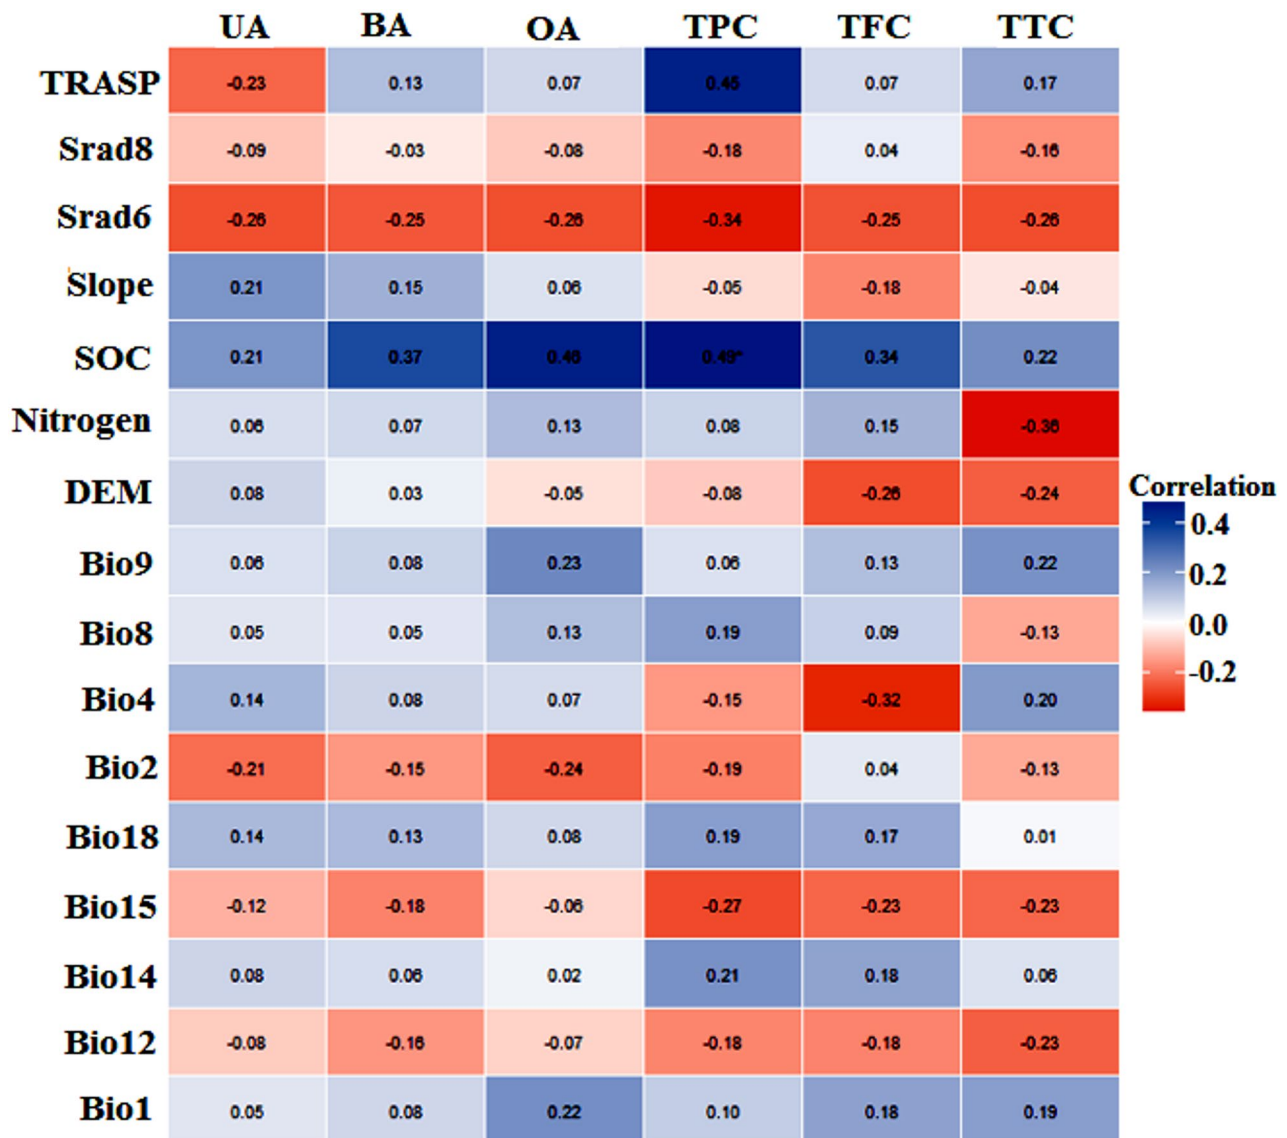 UA BA OA TPC TFC TTC
TRASP -0.23 0.13 0.07 0.45 0.07 0.17
Srad8 -0.09 -0.03 -0.08 -0.18 0.04 -0.16
Srad6 -0.26 -0.25 -0.26 -0.34 -0.25 -0.26
Slope 0.21 0.15 0.06 -0.05 -0.18 -0.04
SOC 0.21 0.37 0.46 0.49* 0.34 0.22
Nitrogen 0.06 0.07 0.13 0.08 0.15 -0.36
DEM 0.08 0.03 -0.05 -0.08 -0.26 -0.24
Bio9 0.06 0.08 0.23 0.06 0.13 0.22
Bio8 0.05 0.05 0.13 0.19 0.09 -0.13
Bio4 0.14 0.08 0.07 -0.15 -0.32 0.20
Bio2 -0.21 -0.15 -0.24 -0.19 0.04 -0.13
Bio18 0.14 0.13 0.08 0.19 0.17 0.01
Bio15 -0.12 -0.18 -0.06 -0.27 -0.23 -0.23
Bio14 0.08 0.06 0.02 0.21 0.18 0.06
Bio12 -0.08 -0.16 -0.07 -0.18 -0.18 -0.23
Bio1 0.05 0.08 0.22 0.10 0.18 0.19
Correlation
0.4
0.2
0.0
-0.2